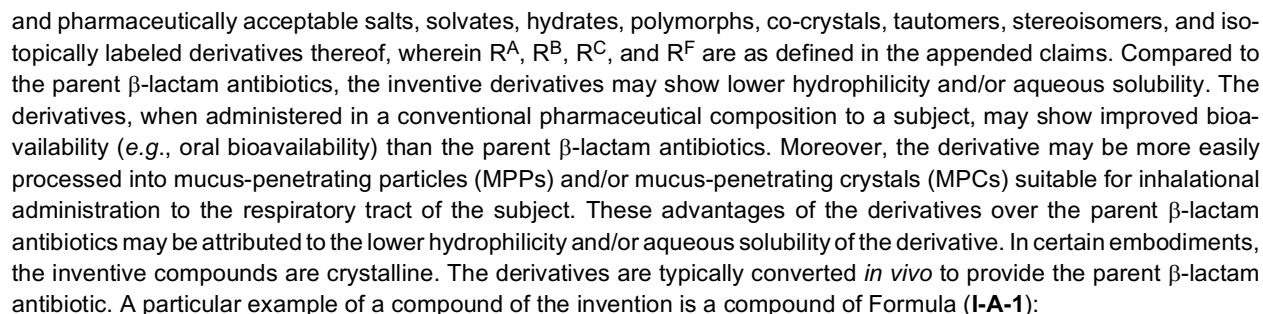 and pharmaceutically acceptable salts, solvates, hydrates, polymorphs, co-crystals, tautomers, stereoisomers, and iso-
topically labeled derivatives thereof, wherein R^A, R^B, R^C, and R^F are as defined in the appended claims. Compared to
the parent β-lactam antibiotics, the inventive derivatives may show lower hydrophilicity and/or aqueous solubility. The
derivatives, when administered in a conventional pharmaceutical composition to a subject, may show improved bioa-
vailability (e.g., oral bioavailability) than the parent β-lactam antibiotics. Moreover, the derivative may be more easily
processed into mucus-penetrating particles (MPPs) and/or mucus-penetrating crystals (MPCs) suitable for inhalational
administration to the respiratory tract of the subject. These advantages of the derivatives over the parent β-lactam
antibiotics may be attributed to the lower hydrophilicity and/or aqueous solubility of the derivative. In certain embodiments,
the inventive compounds are crystalline. The derivatives are typically converted in vivo to provide the parent β-lactam
antibiotic. A particular example of a compound of the invention is a compound of Formula (I-A-1):